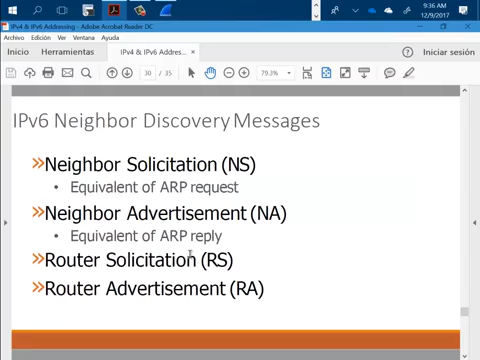 9:36 AM
12/9/2017
IPv4 & IPv6 Addressing - Adobe Acrobat Reader DC
Archivo Edición Ver Ventana Ayuda
Inicio Herramientas IPv4 & IPv6 Addres... × Iniciar sesión
30 / 35 79.3%
IPv6 Neighbor Discovery Messages
»Neighbor Solicitation (NS)
• Equivalent of ARP request
»Neighbor Advertisement (NA)
• Equivalent of ARP reply
»Router Solicitation (RS)
»Router Advertisement (RA)